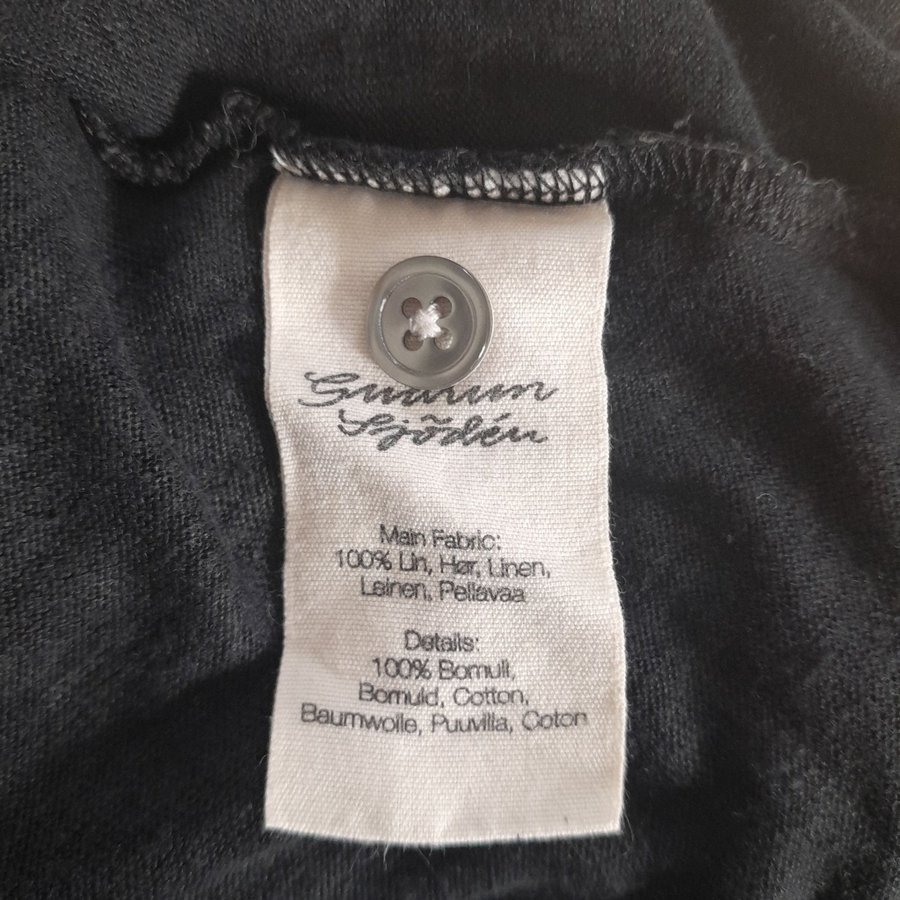 Gudrun
Sjödén
Main Fabric:
100% Lin, Hør, Linen,
Leinen, Pellavaa
Details:
100% Bomull,
Bomuld, Cotton,
Baumwolle, Puuvilla, Coton